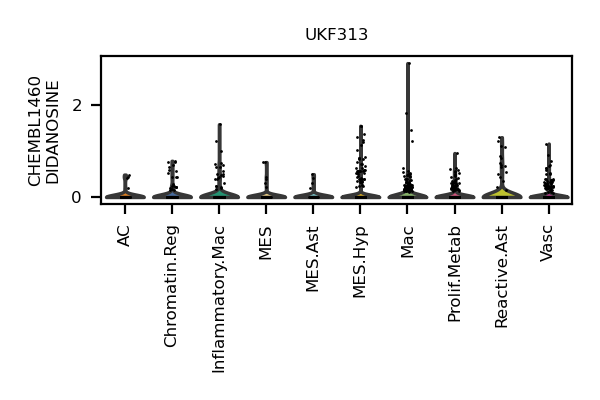 UKF313
CHEMBL1460
DIDANOSINE
2
0
AC
Chromatin.Reg
Inflammatory.Mac
MES
MES.Ast
MES.Hyp
Mac
Prolif.Metab
Reactive.Ast
Vasc